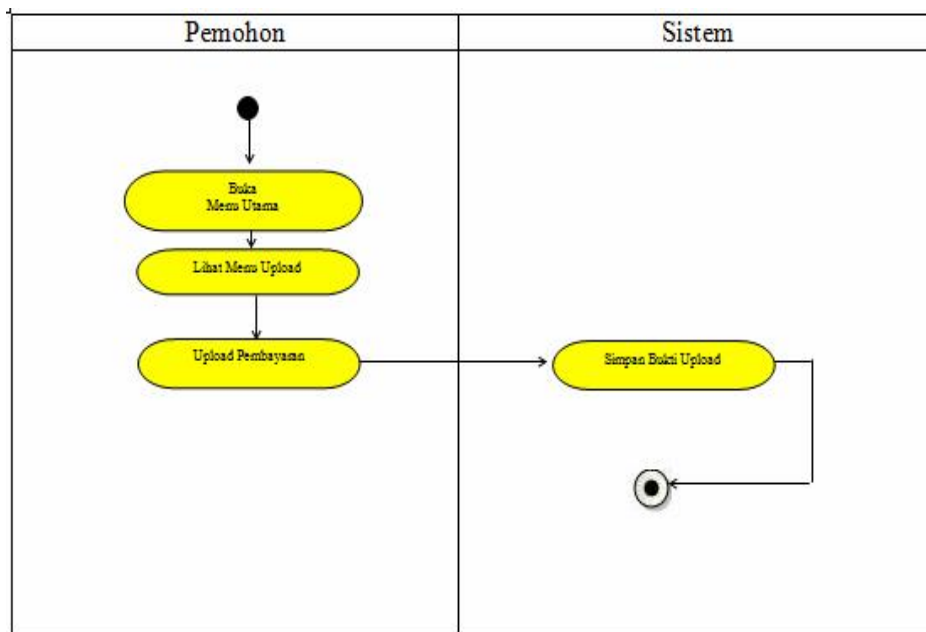 Pemohon
Sistem
Buka
Menu Utama
Lihat Menu Upload
Upload Pembayaran
Simpan Bukti Upload